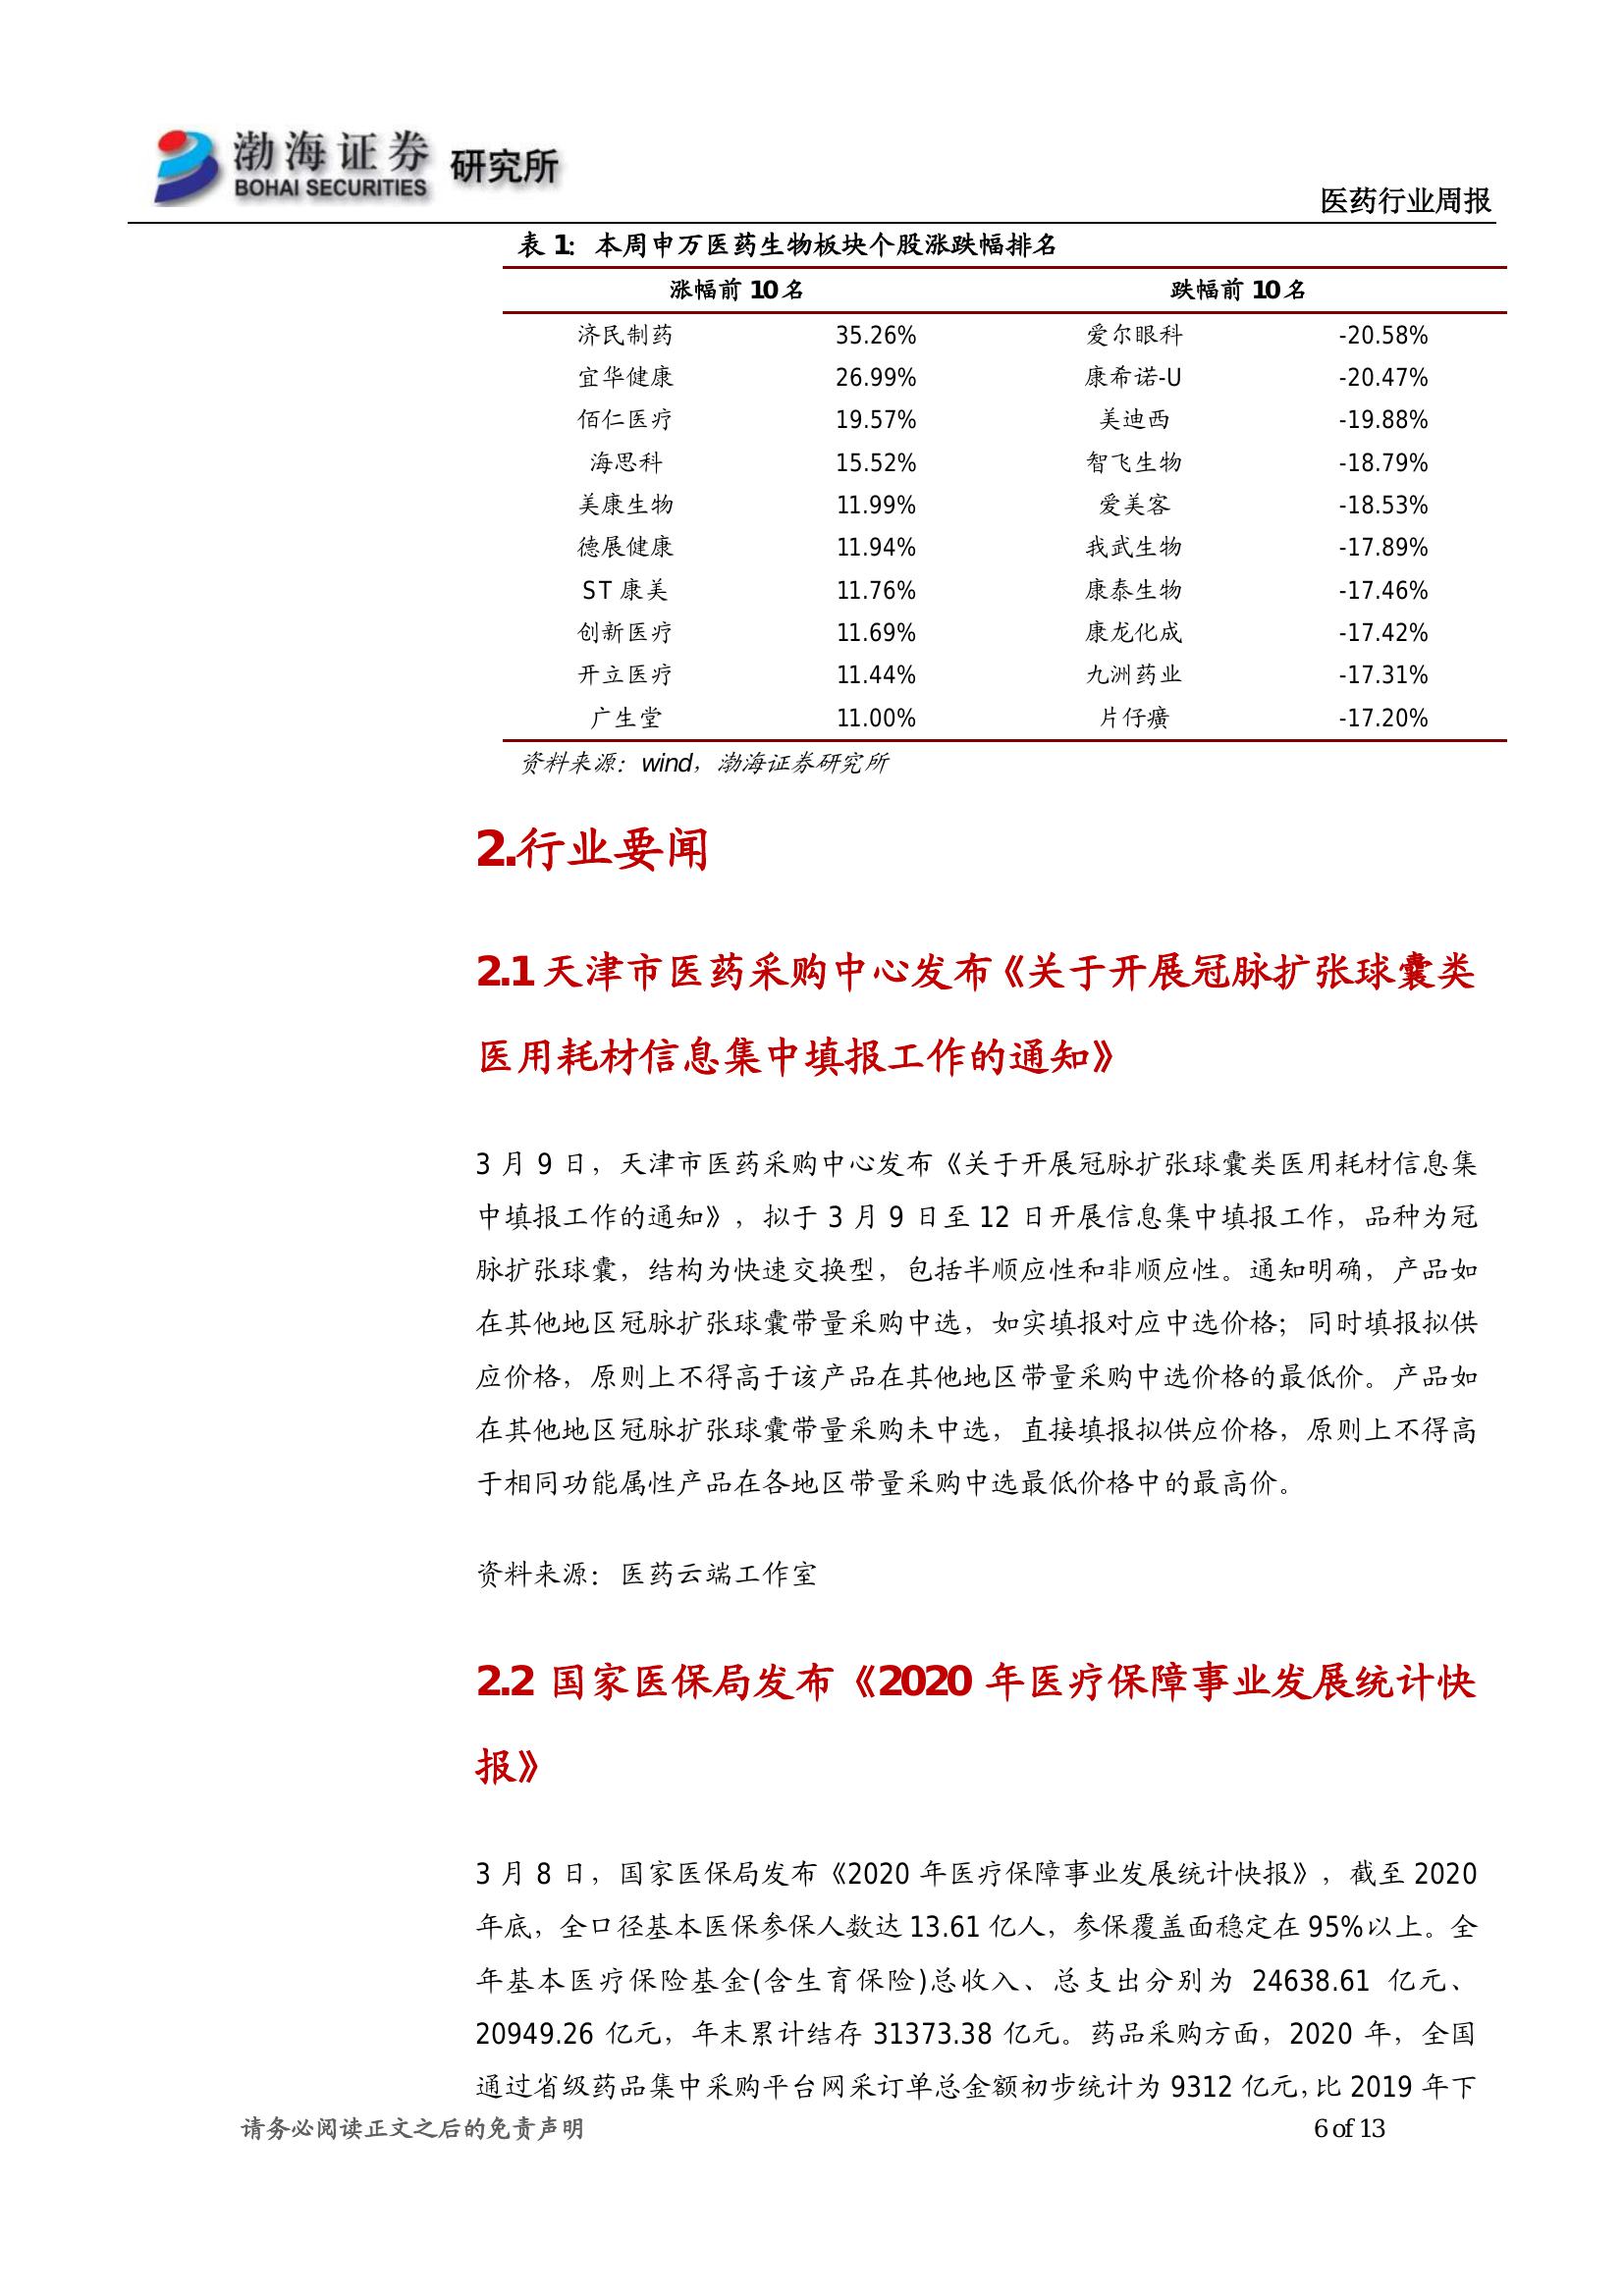 渤海证券 研究所
BOHAI SECURITIES
医药行业周报
表 1：本周申万医药生物板块个股涨跌幅排名
涨幅前 10 名 跌幅前 10 名
济民制药 35.26% 爱尔眼科 -20.58%
宜华健康 26.99% 康希诺-U -20.47%
佰仁医疗 19.57% 美迪西 -19.88%
海思科 15.52% 智飞生物 -18.79%
美康生物 11.99% 爱美客 -18.53%
德展健康 11.94% 我武生物 -17.89%
ST 康美 11.76% 康泰生物 -17.46%
创新医疗 11.69% 康龙化成 -17.42%
开立医疗 11.44% 九洲药业 -17.31%
广生堂 11.00% 片仔癀 -17.20%
资料来源：wind，渤海证券研究所
2.行业要闻
2.1 天津市医药采购中心发布《关于开展冠脉扩张球囊类
医用耗材信息集中填报工作的通知》
3 月 9 日，天津市医药采购中心发布《关于开展冠脉扩张球囊类医用耗材信息集
中填报工作的通知》，拟于 3 月 9 日至 12 日开展信息集中填报工作，品种为冠
脉扩张球囊，结构为快速交换型，包括半顺应性和非顺应性。通知明确，产品如
在其他地区冠脉扩张球囊带量采购中选，如实填报对应中选价格；同时填报拟供
应价格，原则上不得高于该产品在其他地区带量采购中选价格的最低价。产品如
在其他地区冠脉扩张球囊带量采购未中选，直接填报拟供应价格，原则上不得高
于相同功能属性产品在各地区带量采购中选最低价格中的最高价。
资料来源：医药云端工作室
2.2 国家医保局发布《2020 年医疗保障事业发展统计快
报》
3 月 8 日，国家医保局发布《2020 年医疗保障事业发展统计快报》，截至 2020
年底，全口径基本医保参保人数达 13.61 亿人，参保覆盖面稳定在 95%以上。全
年基本医疗保险基金(含生育保险)总收入、总支出分别为 24638.61 亿元、
20949.26 亿元，年末累计结存 31373.38 亿元。药品采购方面，2020 年，全国
通过省级药品集中采购平台网采订单总金额初步统计为 9312 亿元，比 2019 年下
请务必阅读正文之后的免责声明 6 of 13